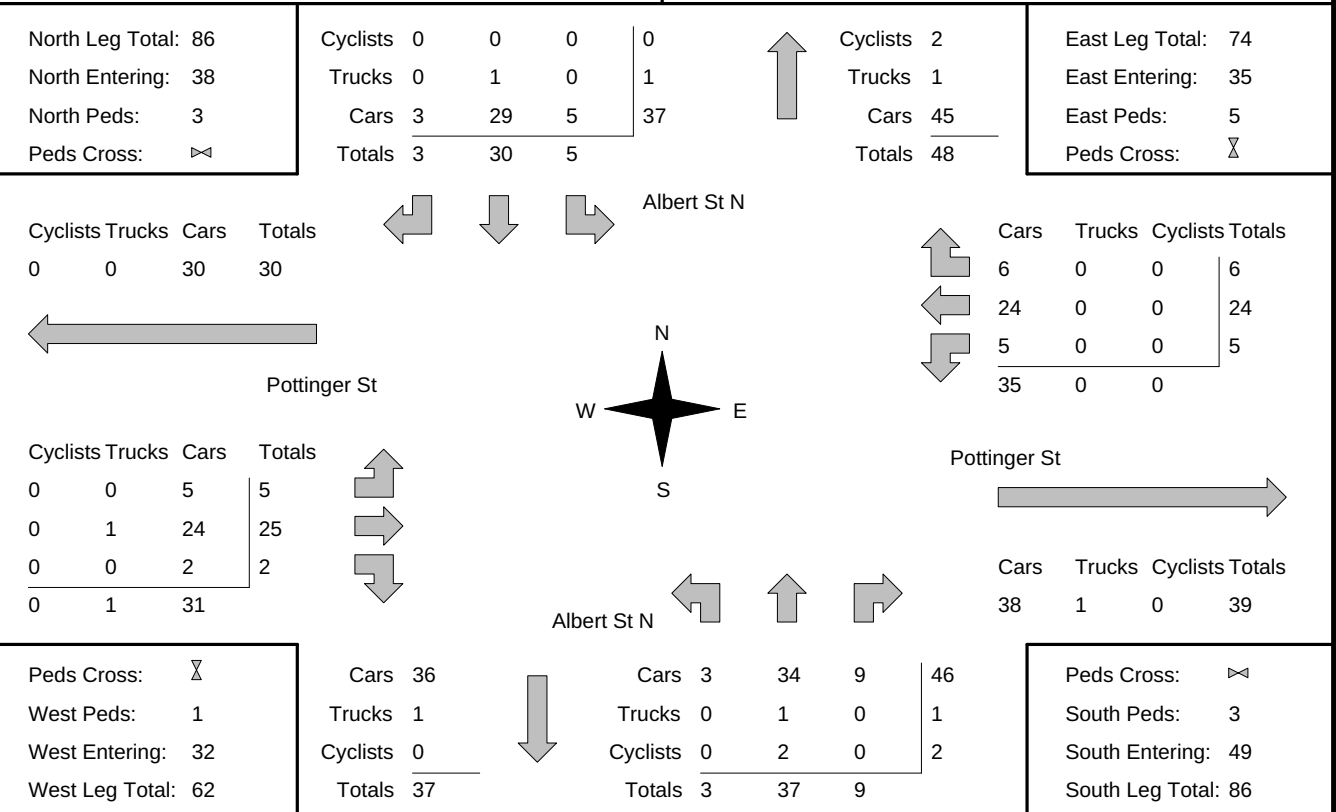 North Leg Total: 86
North Entering: 38
North Peds: 3
Peds Cross:
Cyclists 0 0 0 0
Trucks 0 1 0 1
Cars 3 29 5 37
Totals 3 30 5
Cyclists 2
Trucks 1
Cars 45
Totals 48
East Leg Total: 74
East Entering: 35
East Peds: 5
Peds Cross:
Albert St N
Cyclists Trucks Cars Totals
0 0 30 30
Cars Trucks Cyclists Totals
6 0 0 6
24 0 0 24
5 0 0 5
35 0 0
Pottinger St
N
W E
S
Cyclists Trucks Cars Totals
0 0 5 5
0 1 24 25
0 0 2 2
0 1 31
Pottinger St
Cars Trucks Cyclists Totals
38 1 0 39
Albert St N
Peds Cross:
West Peds: 1
West Entering: 32
West Leg Total: 62
Cars 36
Trucks 1
Cyclists 0
Totals 37
Cars 3 34 9 46
Trucks 0 1 0 1
Cyclists 0 2 0 2
Totals 3 37 9
Peds Cross:
South Peds: 3
South Entering: 49
South Leg Total: 86